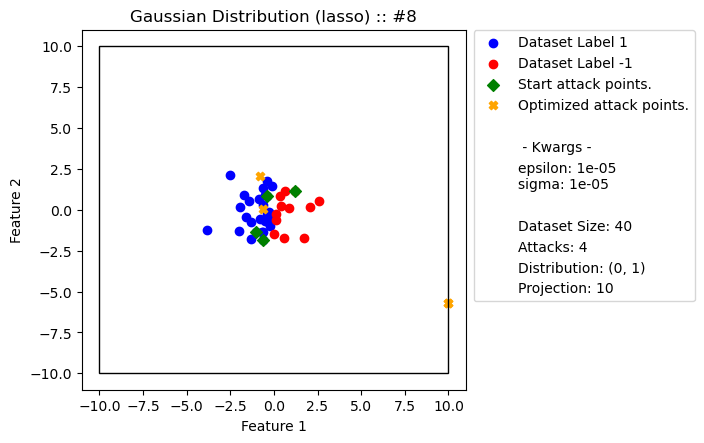 Gaussian Distribution (lasso) :: #8
10.0
7.5
5.0
2.5
0.0
−2.5
−5.0
−7.5
−10.0
Feature 2
−10.0 −7.5 −5.0 −2.5 0.0 2.5 5.0 7.5 10.0
Feature 1
Dataset Label 1
Dataset Label -1
Start attack points.
Optimized attack points.
- Kwargs -
epsilon: 1e-05
sigma: 1e-05
Dataset Size: 40
Attacks: 4
Distribution: (0, 1)
Projection: 10